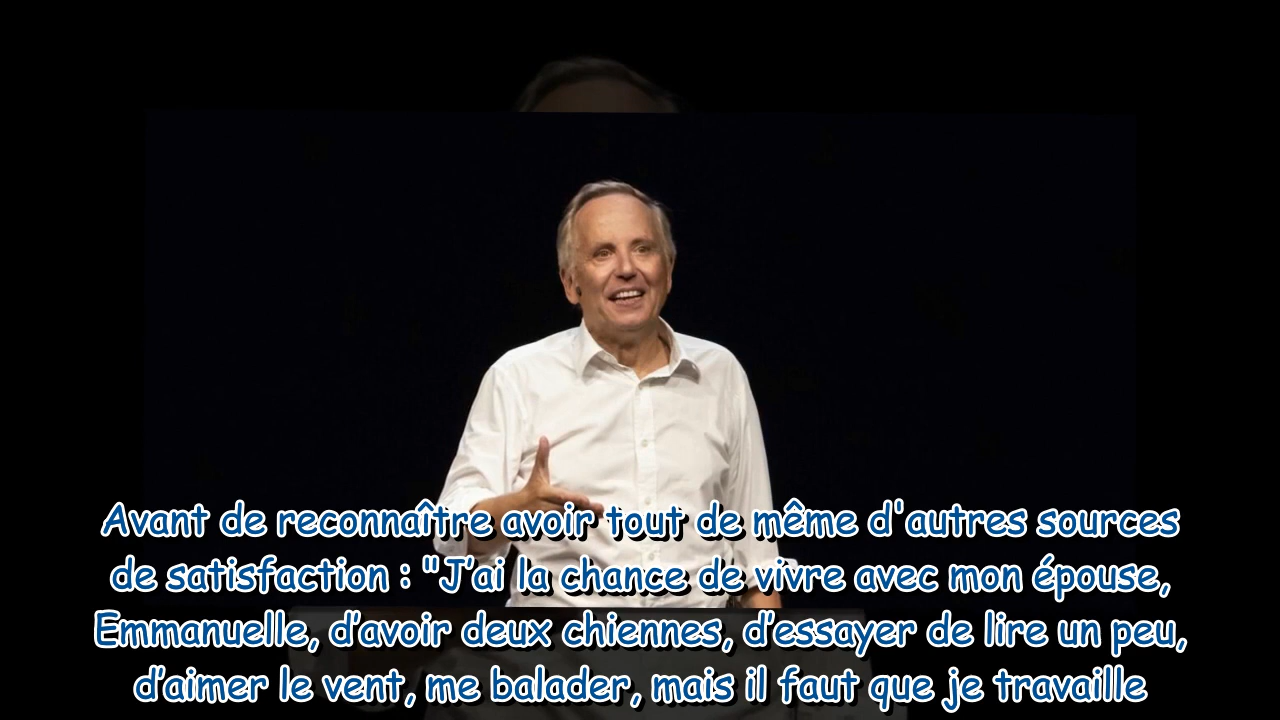 Avant de reconnaître avoir tout de même d'autres sources
de satisfaction : "J’ai la chance de vivre avec mon épouse,
Emmanuelle, d’avoir deux chiennes, d’essayer de lire un peu,
d’aimer le vent, me balader, mais il faut que je travaille